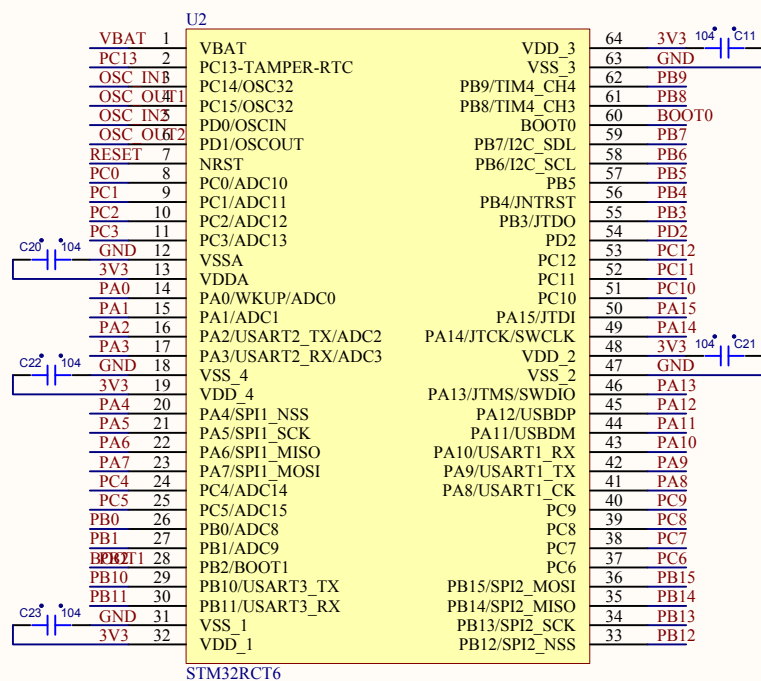 U2
VBAT 1 VBAT VDD_3 64 3V3 104 C11
PC13 2 PC13-TAMPER-RTC VSS_3 63 GND
OSC_IN1 3 PC14/OSC32 PB9/TIM4_CH4 62 PB9
OSC_OUT1 4 PC15/OSC32 PB8/TIM4_CH3 61 PB8
OSC_IN2 5 PD0/OSCIN BOOT0 60 BOOT0
OSC_OUT2 6 PD1/OSCOUT PB7/I2C_SDL 59 PB7
RESET 7 NRST PB6/I2C_SCL 58 PB6
PC0 8 PC0/ADC10 PB5 57 PB5
PC1 9 PC1/ADC11 PB4/JNTRST 56 PB4
PC2 10 PC2/ADC12 PB3/JTDO 55 PB3
PC3 11 PC3/ADC13 PD2 54 PD2
C20 104 GND 12 VSSA PC12 53 PC12
3V3 13 VDDA PC11 52 PC11
PA0 14 PA0/WKUP/ADC0 PC10 51 PC10
PA1 15 PA1/ADC1 PA15/JTDI 50 PA15
PA2 16 PA2/USART2_TX/ADC2 PA14/JTCK/SWCLK 49 PA14
PA3 17 PA3/USART2_RX/ADC3 VDD_2 48 3V3 104 C21
C22 104 GND 18 VSS_4 VSS_2 47 GND
3V3 19 VDD_4 PA13/JTMS/SWDIO 46 PA13
PA4 20 PA4/SPI1_NSS PA12/USBDP 45 PA12
PA5 21 PA5/SPI1_SCK PA11/USBDM 44 PA11
PA6 22 PA6/SPI1_MISO PA10/USART1_RX 43 PA10
PA7 23 PA7/SPI1_MOSI PA9/USART1_TX 42 PA9
PC4 24 PC4/ADC14 PA8/USART1_CK 41 PA8
PC5 25 PC5/ADC15 PC9 40 PC9
PB0 26 PB0/ADC8 PC8 39 PC8
PB1 27 PB1/ADC9 PC7 38 PC7
BOOT1 PB2 28 PB2/BOOT1 PC6 37 PC6
PB10 29 PB10/USART3_TX PB15/SPI2_MOSI 36 PB15
PB11 30 PB11/USART3_RX PB14/SPI2_MISO 35 PB14
C23 104 GND 31 VSS_1 PB13/SPI2_SCK 34 PB13
3V3 32 VDD_1 PB12/SPI2_NSS 33 PB12
STM32RCT6